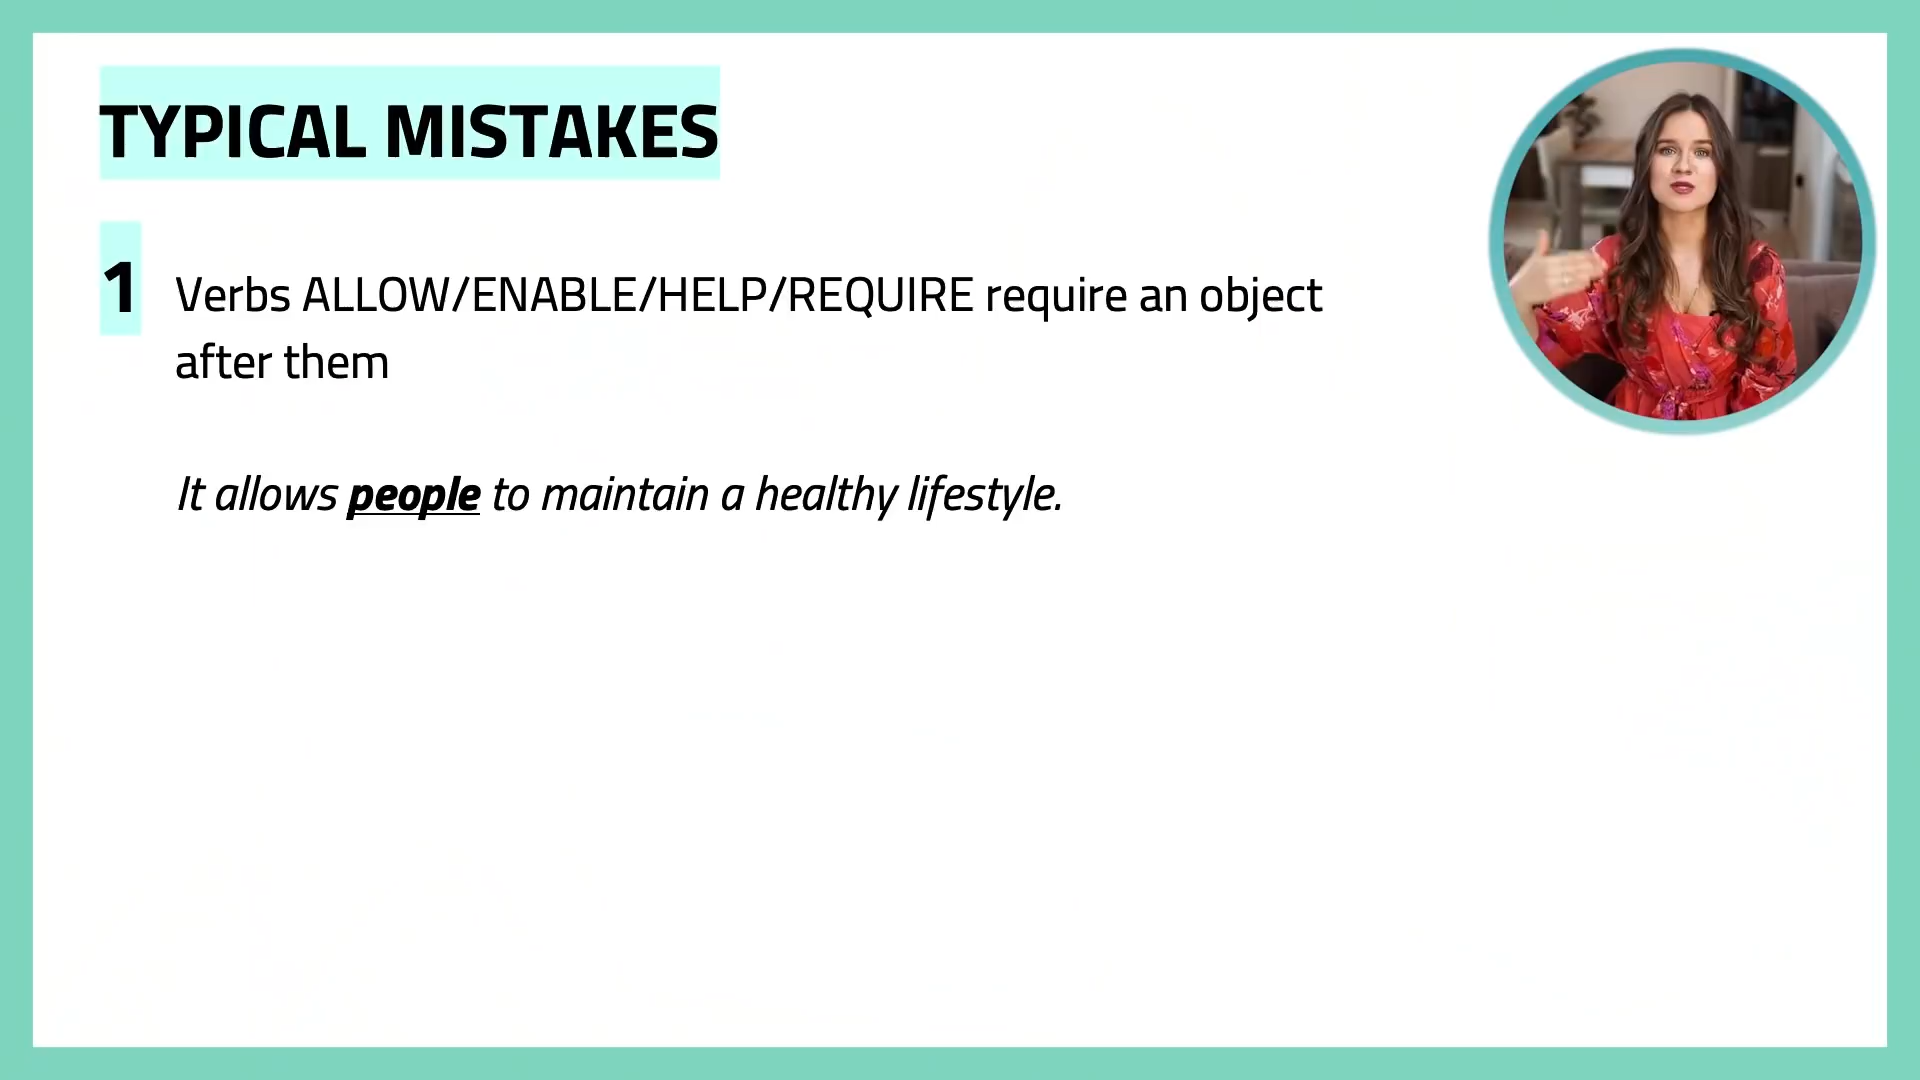 TYPICAL MISTAKES
1 Verbs ALLOW/ENABLE/HELP/REQUIRE require an object
after them
It allows people to maintain a healthy lifestyle.